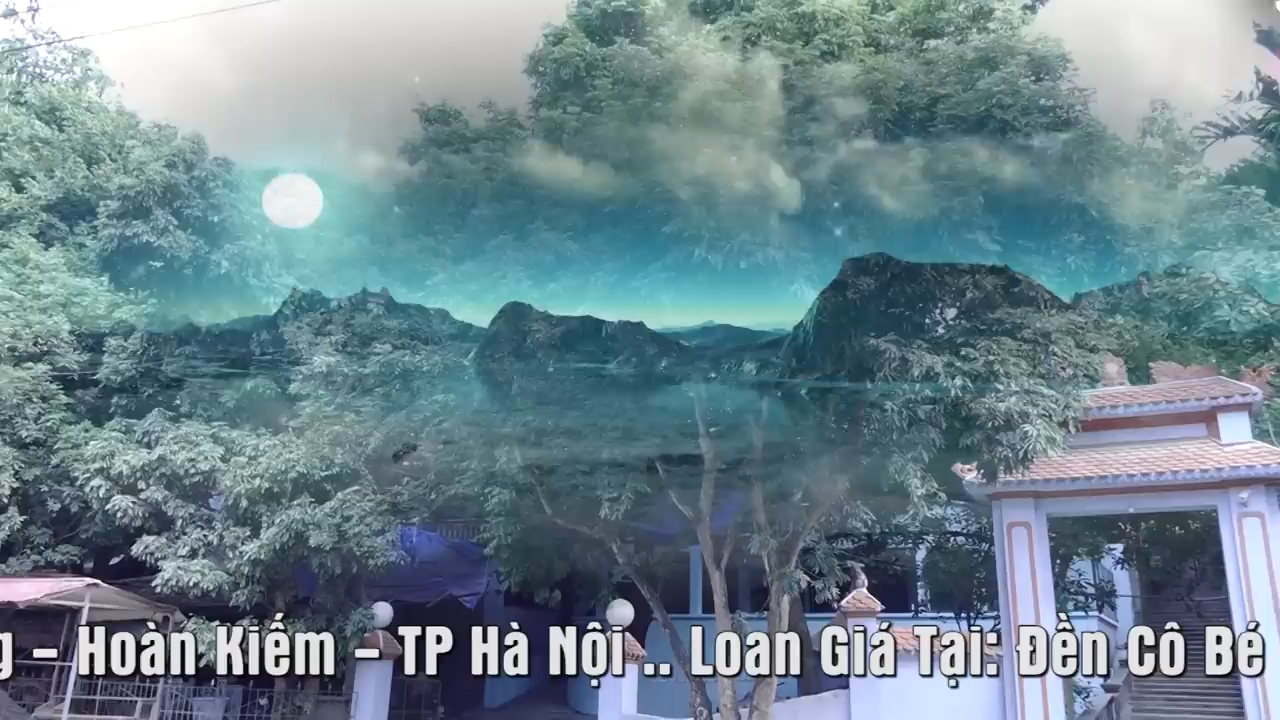 – Hoàn Kiếm – TP Hà Nội .. Loan Giá Tại: Đền Cô Bé